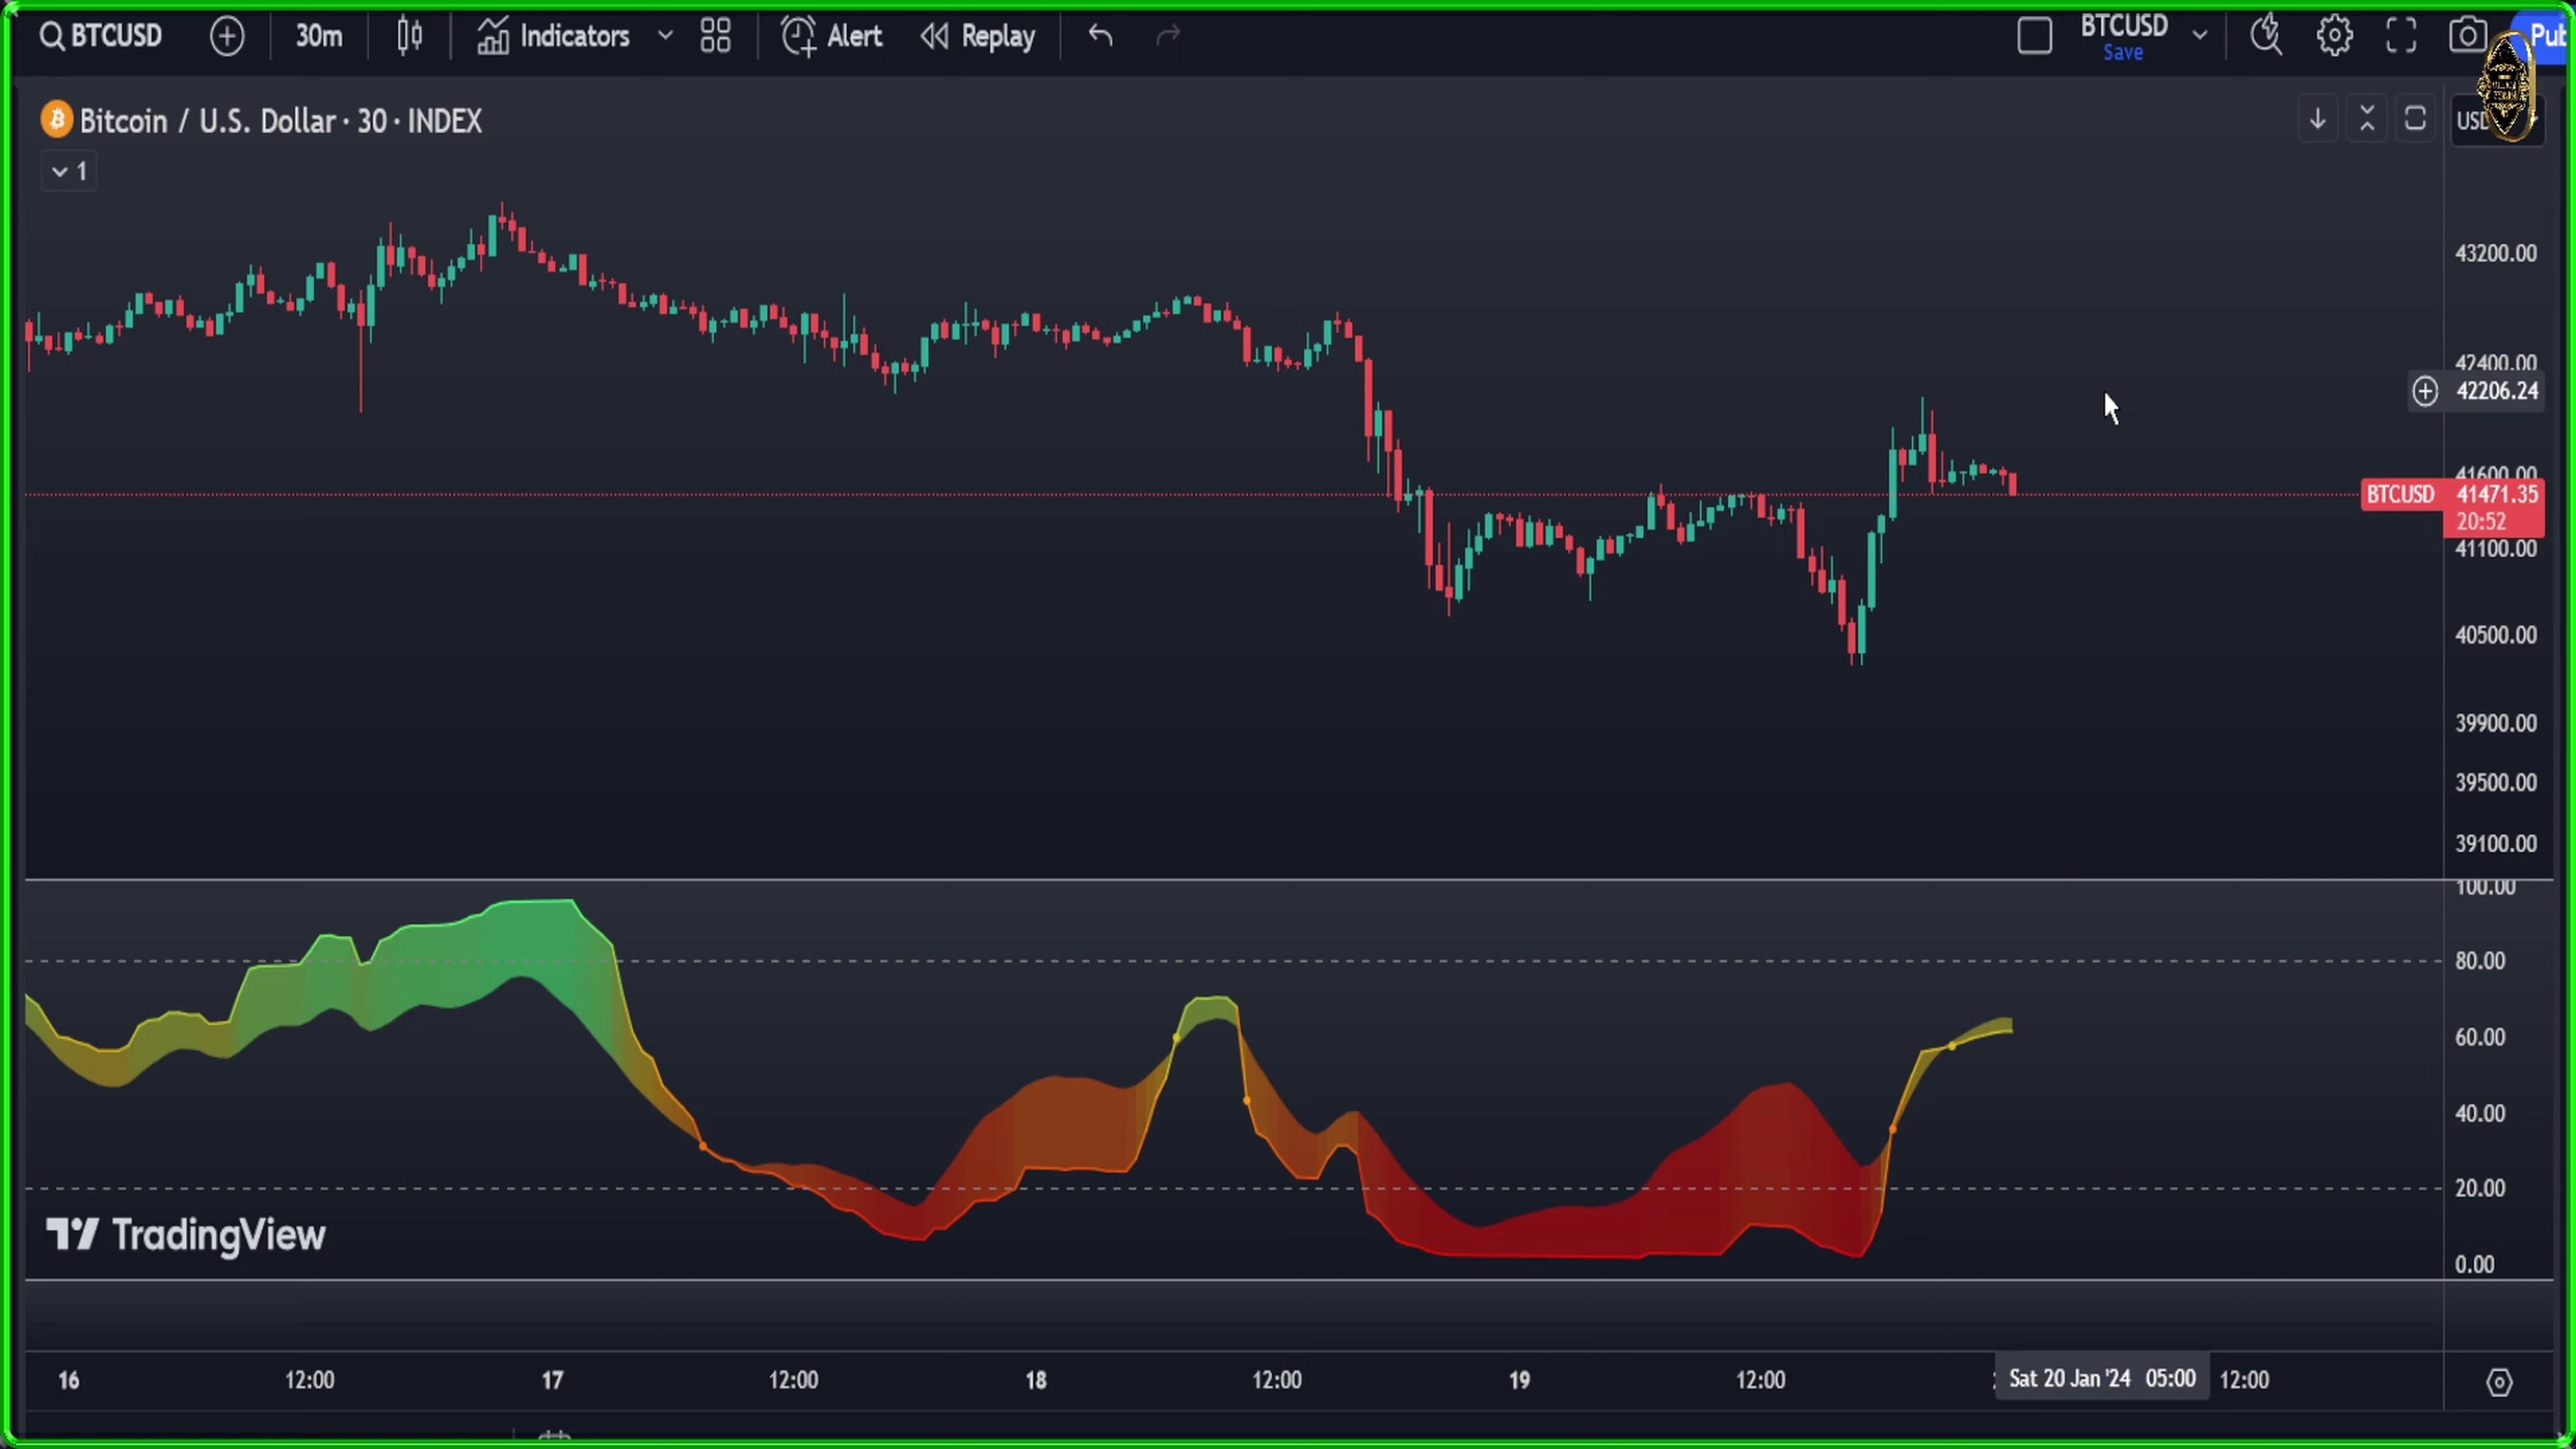 BTCUSD 30m Indicators Alert Replay BTCUSD Pub
Save
Bitcoin / U.S. Dollar · 30 · INDEX
1
43200.00
42400.00
42206.24
41600.00
BTCUSD 41471.35
20:52
41100.00
40500.00
39900.00
39500.00
39100.00
100.00
80.00
60.00
40.00
20.00
0.00
TradingView
16 12:00 17 12:00 18 12:00 19 12:00 Sat 20 Jan '24 05:00 12:00